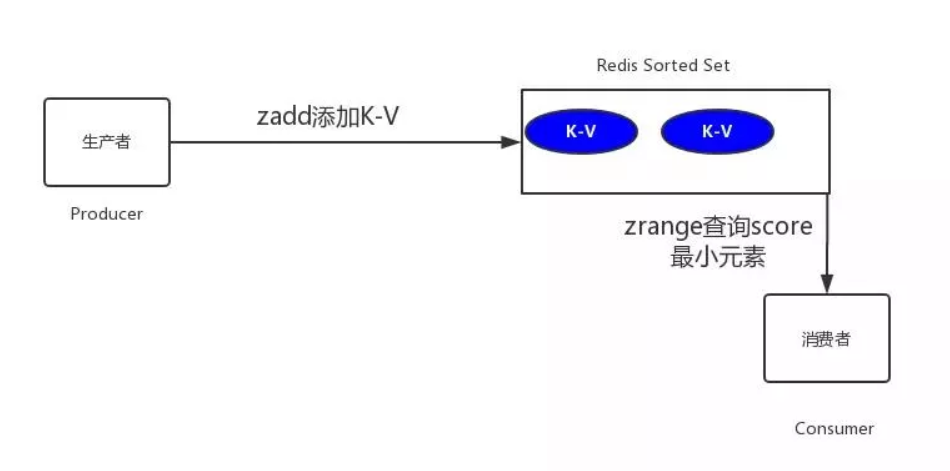 Redis Sorted Set
zadd添加K-V
K-V
K-V
生产者
Producer
zrange查询score
最小元素
消费者
Consumer